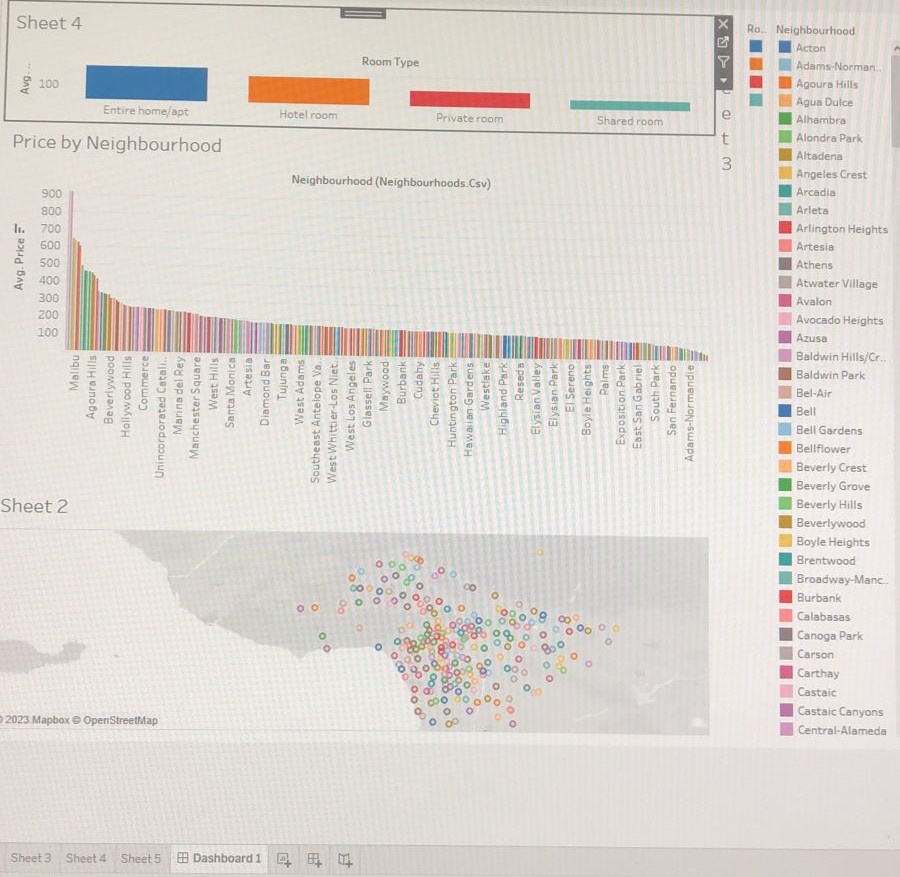 Sheet 4
Room Type
Avg. ...
100
Entire home/apt
Hotel room
Private room
Shared room
e
e
t
3
Price by Neighbourhood
Neighbourhood (Neighbourhoods.Csv)
Avg. Price
900
800
700
600
500
400
300
200
100
Malibu
Agoura Hills
Beverlywood
Hollywood Hills
Commerce
Unincorporated Catali..
Marina del Rey
Manchester Square
West Hills
Santa Monica
Artesia
Diamond Bar
Tujunga
West Adams
Southeast Antelope Va..
West Whittier-Los Niet..
West Los Angeles
Glassell Park
Maywood
Burbank
Cudahy
Cheviot Hills
Huntington Park
Hawaiian Gardens
Westlake
Highland Park
Reseda
Elysian Valley
Elysian Park
El Sereno
Boyle Heights
Palms
Exposition Park
East San Gabriel
South Park
San Fernando
Adams-Normandie
Sheet 2
2023 Mapbox © OpenStreetMap
Ro..
Neighbourhood
Acton
Adams-Norman..
Agoura Hills
Agua Dulce
Alhambra
Alondra Park
Altadena
Angeles Crest
Arcadia
Arleta
Arlington Heights
Artesia
Athens
Atwater Village
Avalon
Avocado Heights
Azusa
Baldwin Hills/Cr..
Baldwin Park
Bel-Air
Bell
Bell Gardens
Bellflower
Beverly Crest
Beverly Grove
Beverly Hills
Beverlywood
Boyle Heights
Brentwood
Broadway-Manc..
Burbank
Calabasas
Canoga Park
Carson
Carthay
Castaic
Castaic Canyons
Central-Alameda
Sheet 3
Sheet 4
Sheet 5
Dashboard 1